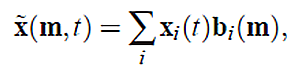 x̃(m,t) = ∑ᵢ xᵢ(t)bᵢ(m),